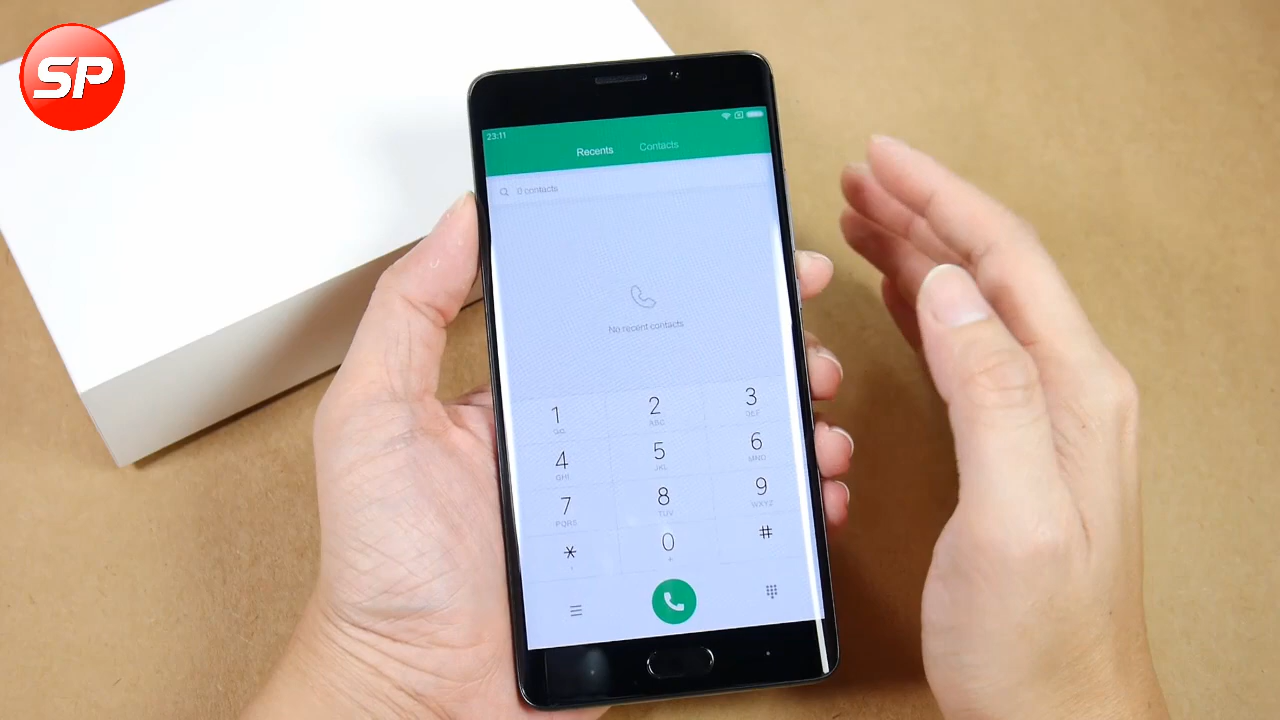 SP
23:11
Recents Contacts
0 contacts
No recent contacts
1 2 3
ABC DEF
4 5 6
GHI JKL MNO
7 8 9
PQRS TUV WXYZ
* 0 #
+